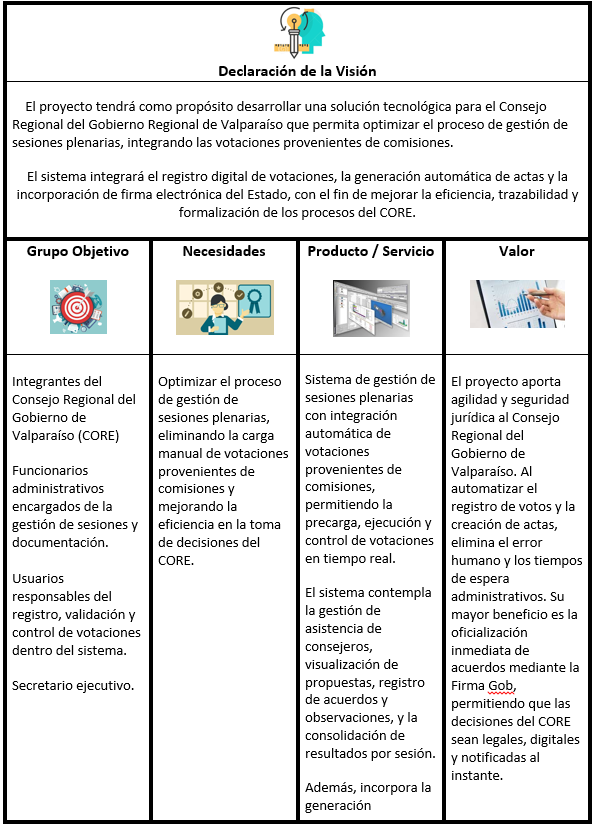 Declaración de la Visión
El proyecto tendrá como propósito desarrollar una solución tecnológica para el Consejo
Regional del Gobierno Regional de Valparaíso que permita optimizar el proceso de gestión de
sesiones plenarias, integrando las votaciones provenientes de comisiones.
El sistema integrará el registro digital de votaciones, la generación automática de actas y la
incorporación de firma electrónica del Estado, con el fin de mejorar la eficiencia, trazabilidad y
formalización de los procesos del CORE.
Grupo Objetivo
Integrantes del
Consejo Regional del
Gobierno de
Valparaíso (CORE)
Funcionarios
administrativos
encargados de la
gestión de sesiones y
documentación.
Usuarios
responsables del
registro, validación y
control de votaciones
dentro del sistema.
Secretario ejecutivo.
Necesidades
Optimizar el proceso
de gestión de
sesiones plenarias,
eliminando la carga
manual de votaciones
provenientes de
comisiones y
mejorando la
eficiencia en la toma
de decisiones del
CORE.
Producto / Servicio
Sistema de gestión de
sesiones plenarias
con integración
automática de
votaciones
provenientes de
comisiones,
permitiendo la
precarga, ejecución y
control de votaciones
en tiempo real.
El sistema contempla
la gestión de
asistencia de
consejeros,
visualización de
propuestas, registro
de acuerdos y
observaciones, y la
consolidación de
resultados por sesión.
Además, incorpora la
generación
Valor
El proyecto aporta
agilidad y seguridad
jurídica al Consejo
Regional del
Gobierno de
Valparaíso. Al
automatizar el
registro de votos y la
creación de actas,
elimina el error
humano y los tiempos
de espera
administrativos. Su
mayor beneficio es la
oficialización
inmediata de
acuerdos mediante la
Firma Gob,
permitiendo que las
decisiones del CORE
sean legales, digitales
y notificadas al
instante.